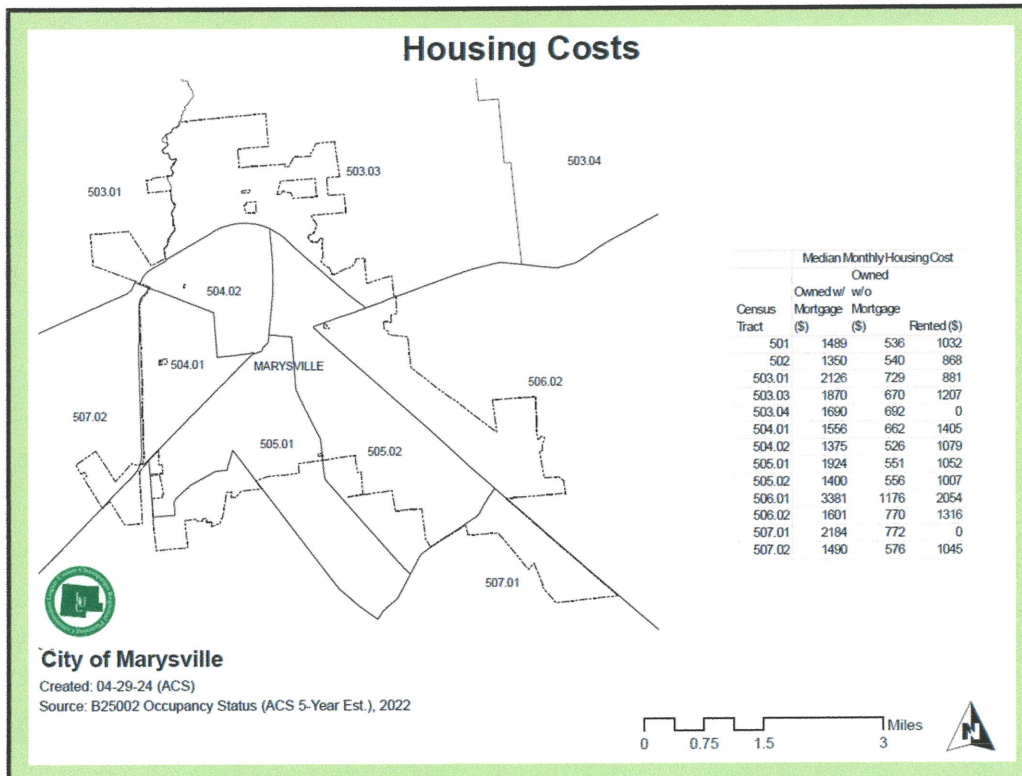 Housing Costs
503.04
503.03
503.01
504.02
504.01
MARYSVILLE
506.02
507.02
505.01
505.02
507.01
Median Monthly Housing Cost
Owned
Owned w/ w/o
Census Mortgage Mortgage
Tract ($) ($) Rented ($)
501 1489 536 1032
502 1350 540 868
503.01 2126 729 881
503.03 1870 670 1207
503.04 1690 692 0
504.01 1556 662 1405
504.02 1375 526 1079
505.01 1924 551 1052
505.02 1400 556 1007
506.01 3381 1176 2054
506.02 1601 770 1316
507.01 2184 772 0
507.02 1490 576 1045
City of Marysville
Created: 04-29-24 (ACS)
Source: B25002 Occupancy Status (ACS 5-Year Est.), 2022
Miles
0 0.75 1.5 3
N